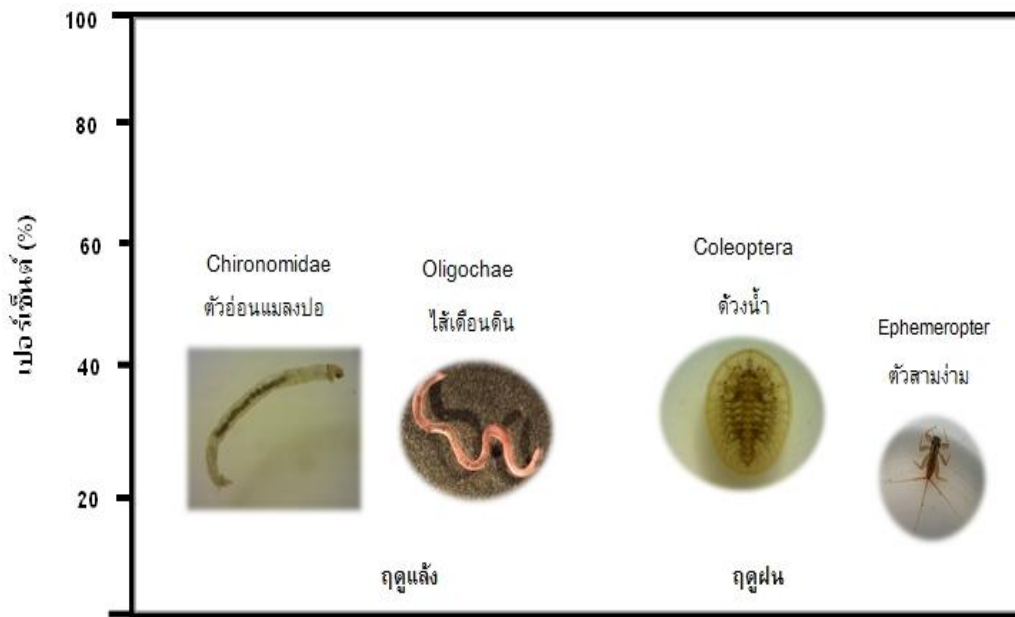 100
80
60
40
20
เปอร์เซ็นต์ (%)
Chironomidae
ตัวอ่อนแมลงปอ
Oligochae
ไส้เดือนดิน
Coleoptera
ด้วงน้ำ
Ephemeropter
ตัวสามง่าม
ฤดูแล้ง
ฤดูฝน